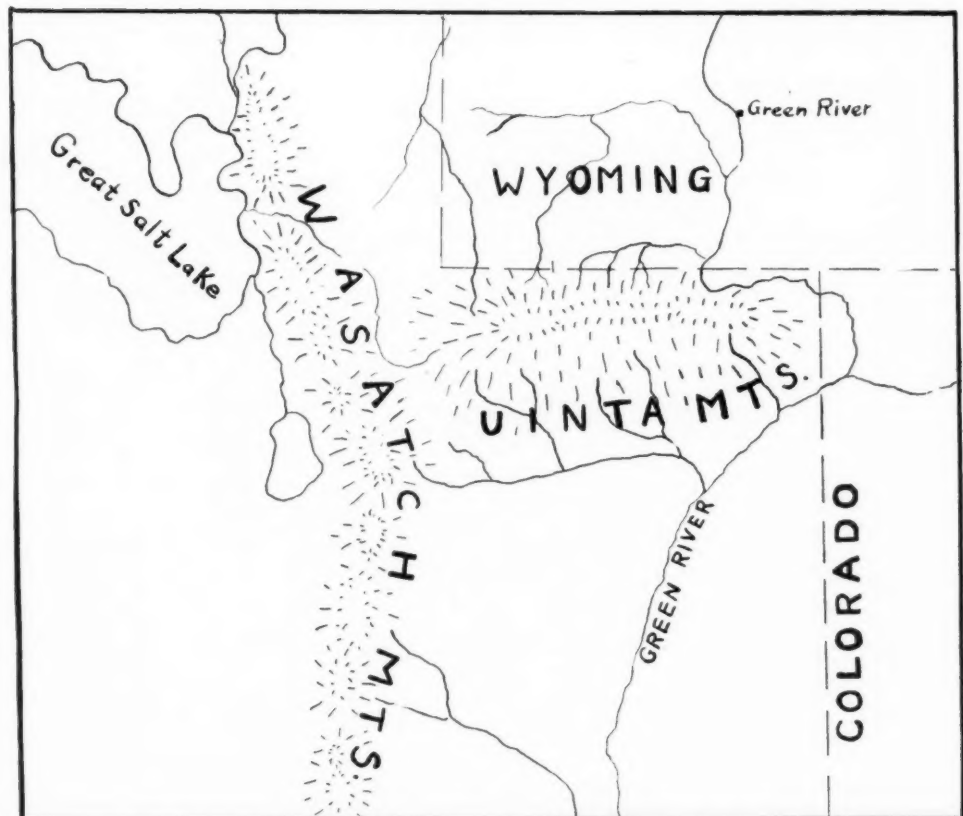 Green River
WYOMING
Great Salt Lake
WASATCH MTS.
UINTA MTS.
GREEN RIVER
COLORADO